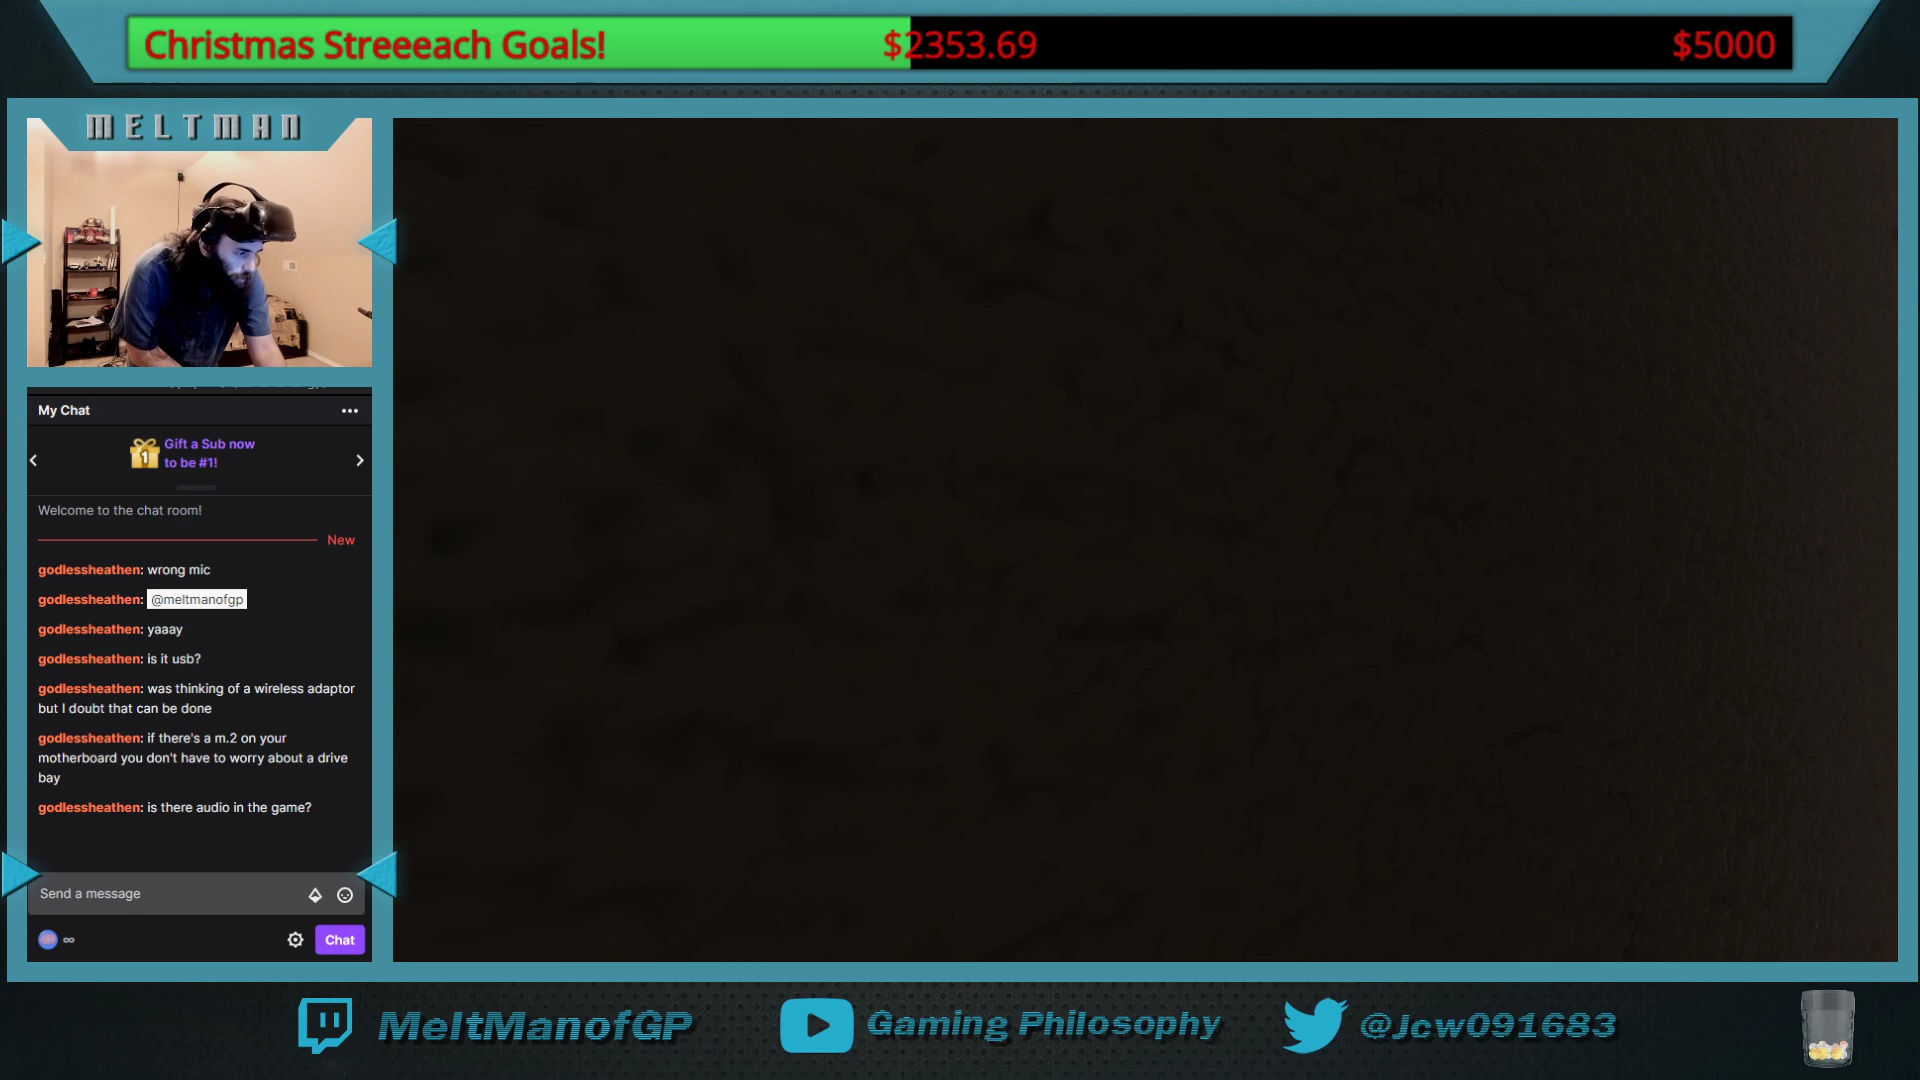 Christmas Streeeach Goals! $2353.69 $5000
MELTMAN
My Chat
1
Gift a Sub now
to be #1!
Welcome to the chat room!
New
godlessheathen: wrong mic
godlessheathen: @meltmanofgp
godlessheathen: yaaay
godlessheathen: is it usb?
godlessheathen: was thinking of a wireless adaptor
but I doubt that can be done
godlessheathen: if there's a m.2 on your
motherboard you don't have to worry about a drive
bay
godlessheathen: is there audio in the game?
Send a message
∞
Chat
MeltManofGP Gaming Philosophy @Jcw091683